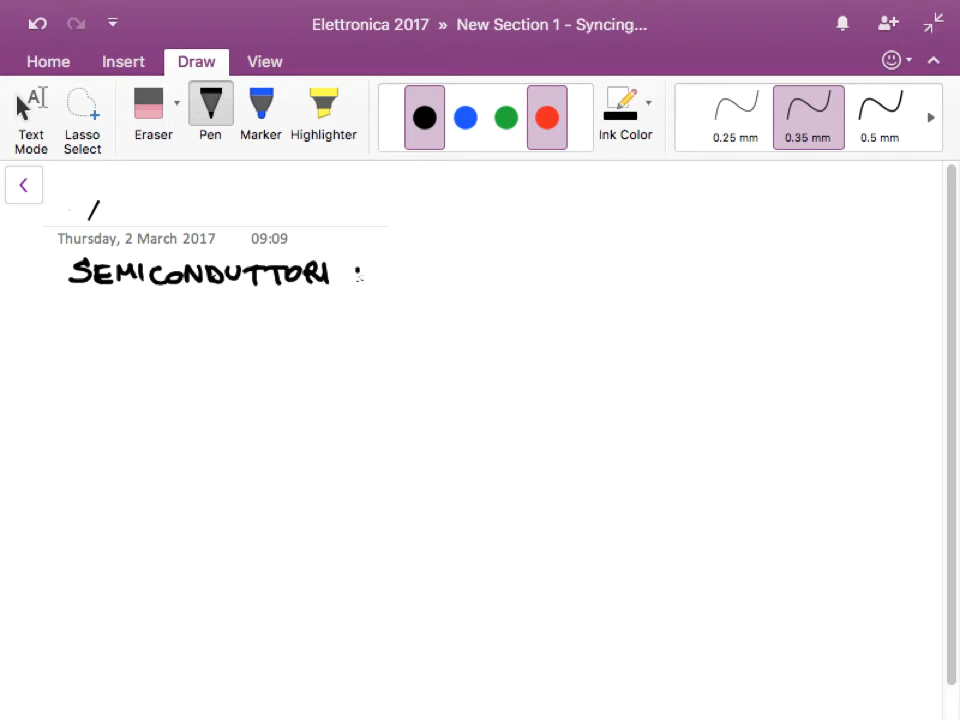 Elettronica 2017 » New Section 1 - Syncing...
Home Insert Draw View
Text Mode
Lasso Select
Eraser
Pen
Marker
Highlighter
Ink Color
0.25 mm
0.35 mm
0.5 mm
/
Thursday, 2 March 2017 09:09
SEMICONDUTTORI :